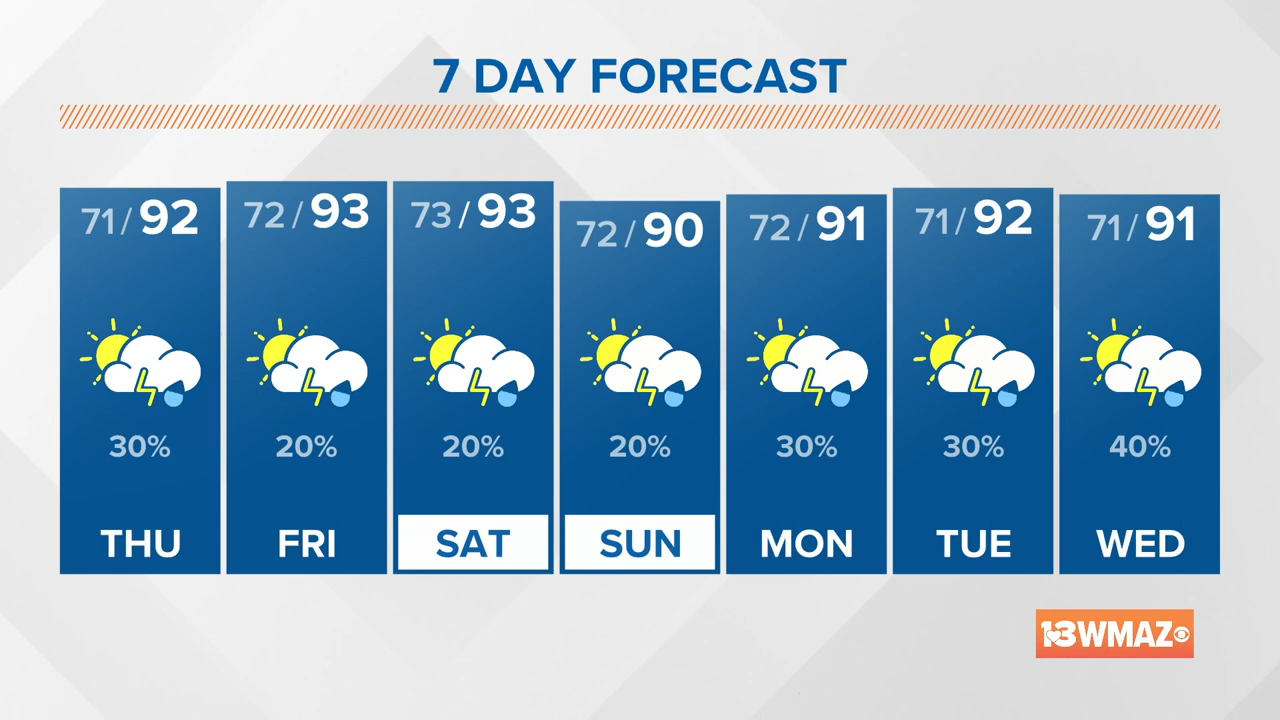 7 DAY FORECAST
71/92 72/93 73/93 72/90 72/91 71/92 71/91
30% 20% 20% 20% 30% 30% 40%
THU FRI SAT SUN MON TUE WED
13WMAZ